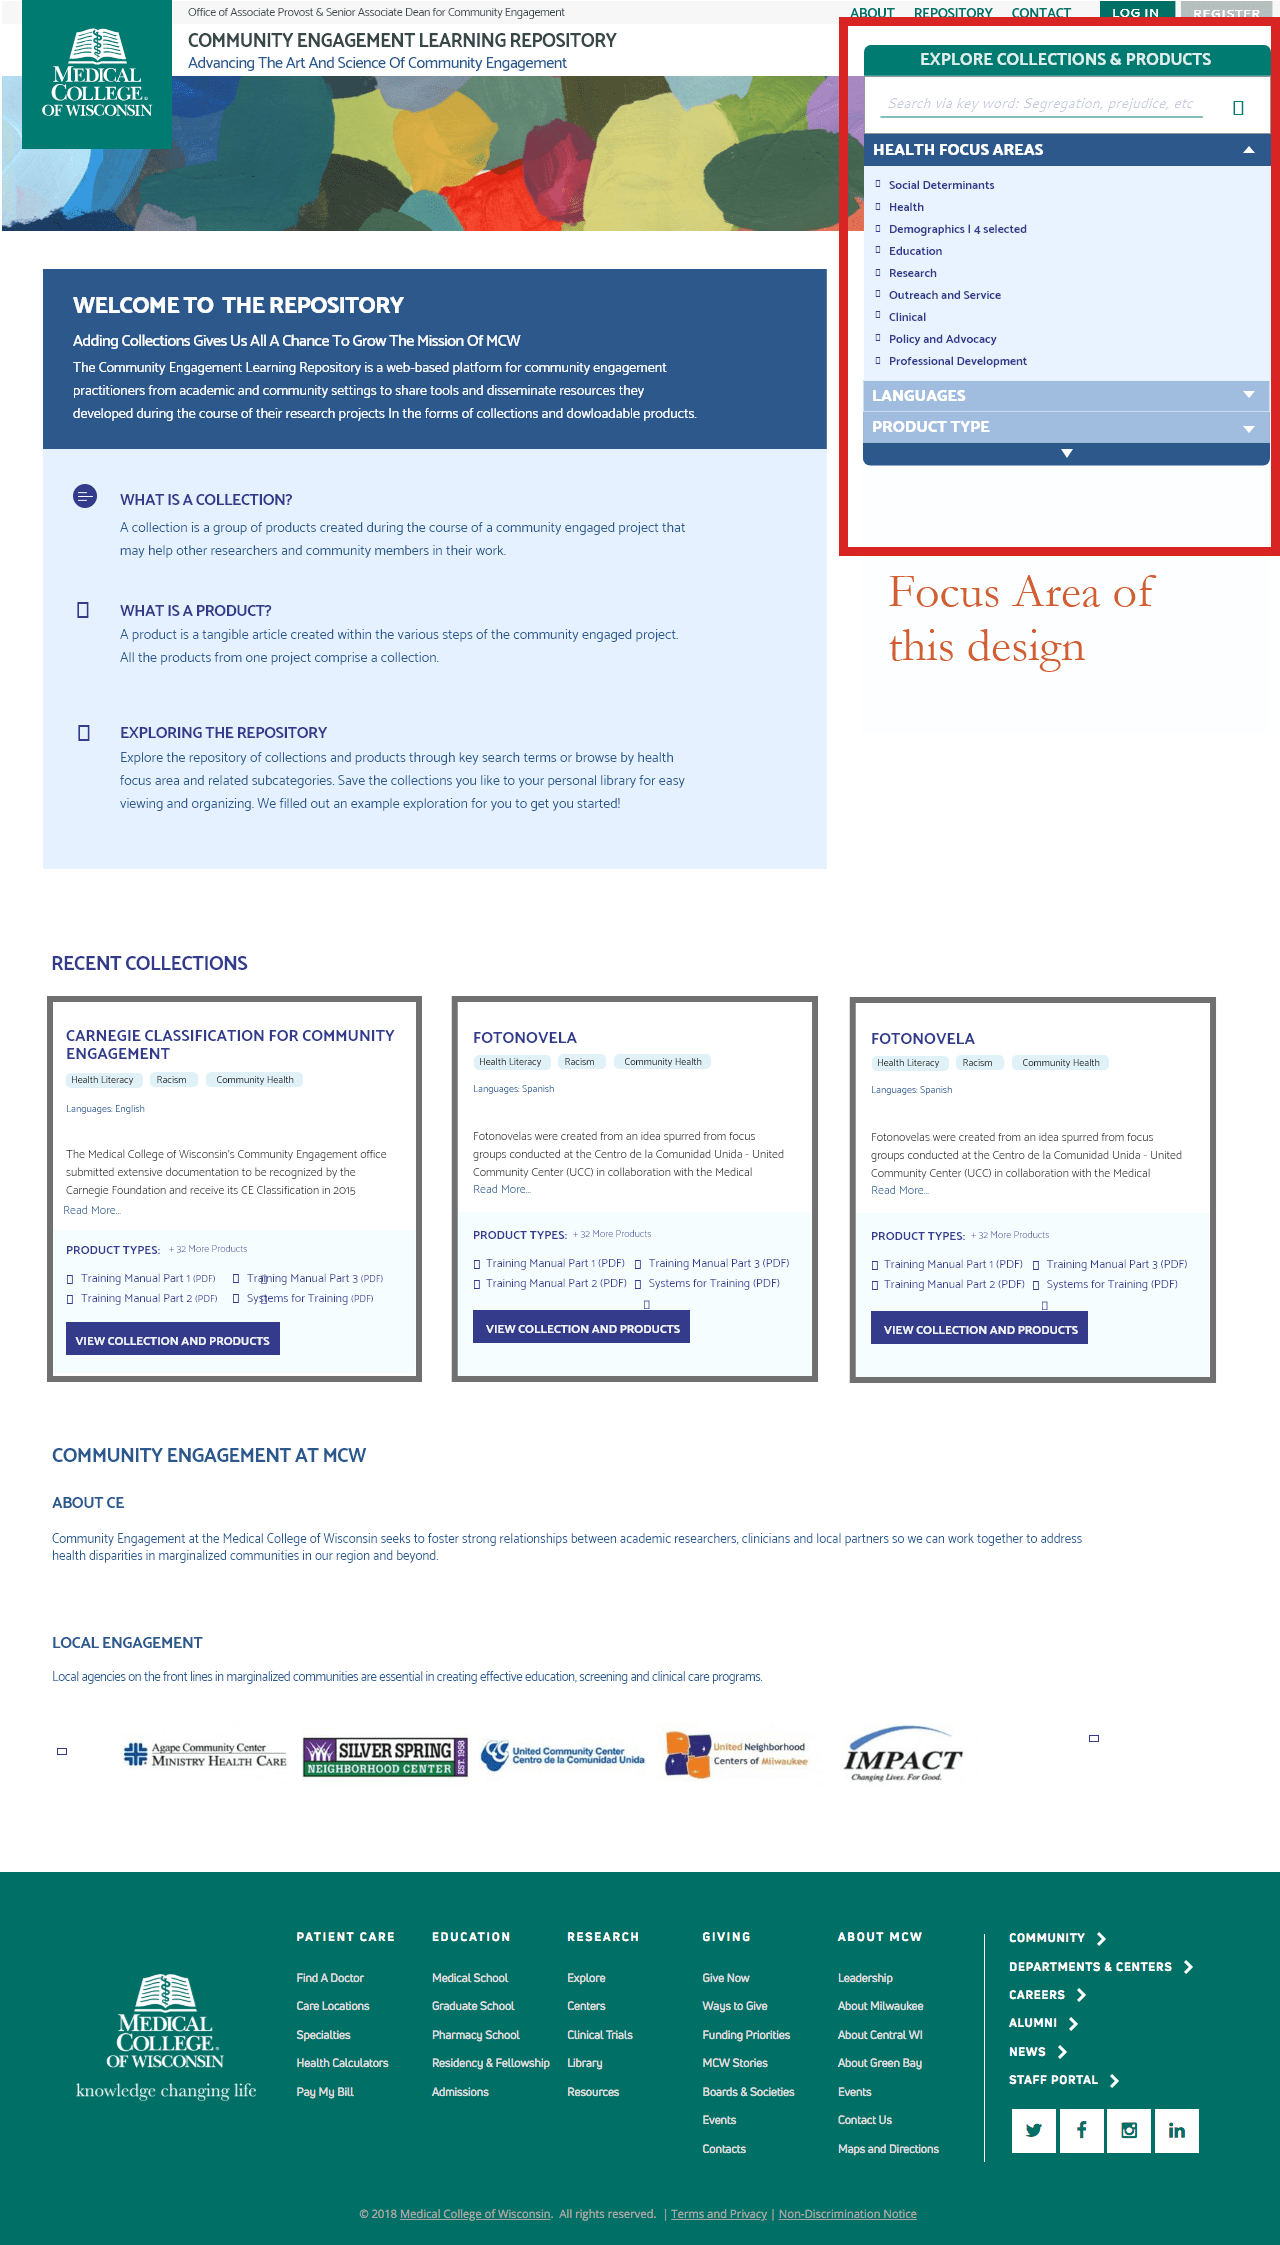 Office of Associate Provost & Senior Associate Dean for Community Engagement
ABOUT REPOSITORY CONTACT LOG IN REGISTER
MEDICAL
COLLEGE
OF WISCONSIN
COMMUNITY ENGAGEMENT LEARNING REPOSITORY
Advancing The Art And Science Of Community Engagement
EXPLORE COLLECTIONS & PRODUCTS
Search via key word: Segregation, prejudice, etc
HEALTH FOCUS AREAS
Social Determinants
Health
Demographics | 4 selected
Education
Research
Outreach and Service
Clinical
Policy and Advocacy
Professional Development
LANGUAGES
PRODUCT TYPE
Focus Area of
this design
WELCOME TO THE REPOSITORY
Adding Collections Gives Us All A Chance To Grow The Mission Of MCW
The Community Engagement Learning Repository is a web-based platform for community engagement
practitioners from academic and community settings to share tools and disseminate resources they
developed during the course of their research projects In the forms of collections and dowloadable products.
WHAT IS A COLLECTION?
A collection is a group of products created during the course of a community engaged project that
may help other researchers and community members in their work.
WHAT IS A PRODUCT?
A product is a tangible article created within the various steps of the community engaged project.
All the products from one project comprise a collection.
EXPLORING THE REPOSITORY
Explore the repository of collections and products through key search terms or browse by health
focus area and related subcategories. Save the collections you like to your personal library for easy
viewing and organizing. We filled out an example exploration for you to get you started!
RECENT COLLECTIONS
CARNEGIE CLASSIFICATION FOR COMMUNITY
ENGAGEMENT
Health Literacy Racism Community Health
Languages: English
The Medical College of Wisconsin's Community Engagement office
submitted extensive documentation to be recognized by the
Carnegie Foundation and receive its CE Classification in 2015
Read More...
PRODUCT TYPES: + 32 More Products
Training Manual Part 1 (PDF) Training Manual Part 3 (PDF)
Training Manual Part 2 (PDF) Systems for Training (PDF)
VIEW COLLECTION AND PRODUCTS
FOTONOVELA
Health Literacy Racism Community Health
Languages: Spanish
Fotonovelas were created from an idea spurred from focus
groups conducted at the Centro de la Comunidad Unida - United
Community Center (UCC) in collaboration with the Medical
Read More...
PRODUCT TYPES: + 32 More Products
Training Manual Part 1 (PDF) Training Manual Part 3 (PDF)
Training Manual Part 2 (PDF) Systems for Training (PDF)
VIEW COLLECTION AND PRODUCTS
FOTONOVELA
Health Literacy Racism Community Health
Languages: Spanish
Fotonovelas were created from an idea spurred from focus
groups conducted at the Centro de la Comunidad Unida - United
Community Center (UCC) in collaboration with the Medical
Read More...
PRODUCT TYPES: + 32 More Products
Training Manual Part 1 (PDF) Training Manual Part 3 (PDF)
Training Manual Part 2 (PDF) Systems for Training (PDF)
VIEW COLLECTION AND PRODUCTS
COMMUNITY ENGAGEMENT AT MCW
ABOUT CE
Community Engagement at the Medical College of Wisconsin seeks to foster strong relationships between academic researchers, clinicians and local partners so we can work together to address
health disparities in marginalized communities in our region and beyond.
LOCAL ENGAGEMENT
Local agencies on the front lines in marginalized communities are essential in creating effective education, screening and clinical care programs.
Agape Community Center
MINISTRY HEALTH CARE
SILVER SPRING
NEIGHBORHOOD CENTER
EST. 1958
United Community Center
Centro de la Comunidad Unida
United Neighborhood
Centers of Milwaukee
IMPACT
Changing Lives. For Good.
MEDICAL
COLLEGE
OF WISCONSIN
knowledge changing life
PATIENT CARE
Find A Doctor
Care Locations
Specialties
Health Calculators
Pay My Bill
EDUCATION
Medical School
Graduate School
Pharmacy School
Residency & Fellowship
Admissions
RESEARCH
Explore
Centers
Clinical Trials
Library
Resources
GIVING
Give Now
Ways to Give
Funding Priorities
MCW Stories
Boards & Societies
Events
Contacts
ABOUT MCW
Leadership
About Milwaukee
About Central WI
About Green Bay
Events
Contact Us
Maps and Directions
COMMUNITY
DEPARTMENTS & CENTERS
CAREERS
ALUMNI
NEWS
STAFF PORTAL
© 2018 Medical College of Wisconsin. All rights reserved. | Terms and Privacy | Non-Discrimination Notice